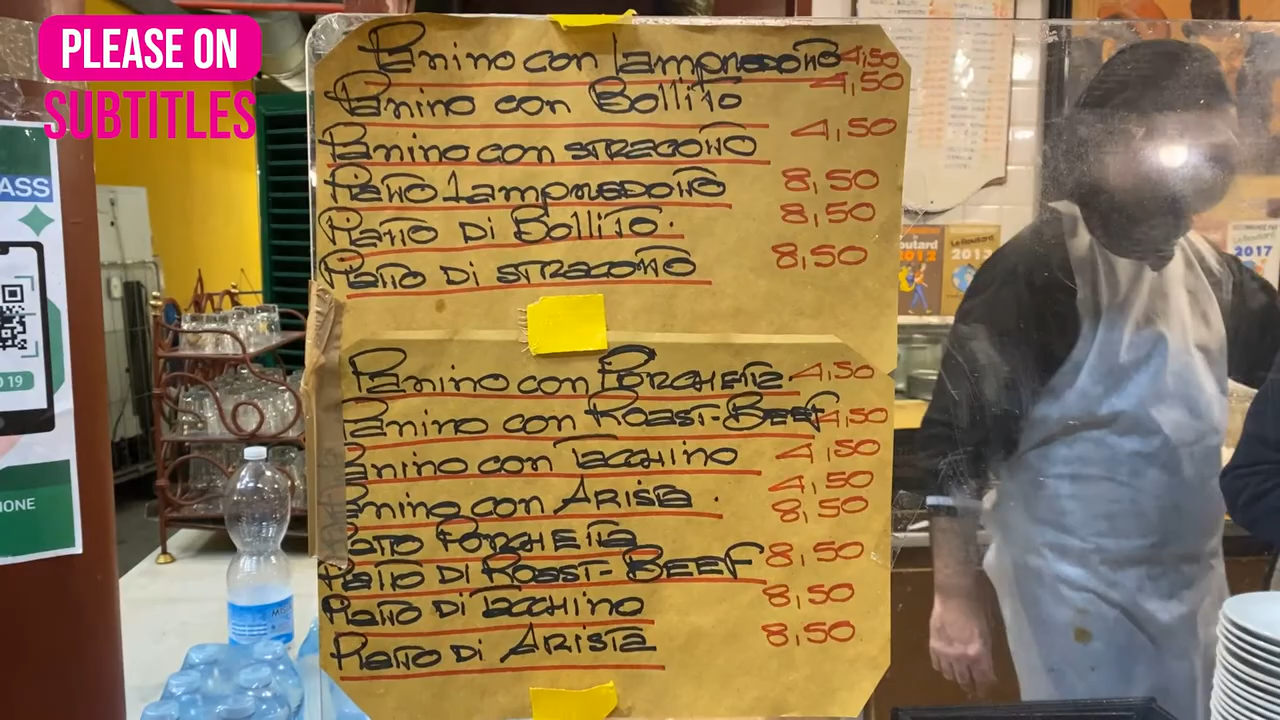 PLEASE ON
SUBTITLES
Panino con Lampredotto 4,50
Panino con Bollito 4,50
Panino con STRACOTTO 4,50
Piatto Lampredotto 8,50
Piatto Di Bollito. 8,50
Piatto Di STRACOTTO 8,50
Panino con PORCHETTA 4,50
Panino con ROAST-BEEF 4,50
Panino con Tacchino 4,50
Panino con ARISTA. 4,50
Piatto PORCHETTA 8,50
Piatto DI ROAST-BEEF 8,50
Piatto DI Tacchino 8,50
Piatto Di ARISTA 8,50
ASS
D 19
IONE
Routard
2012
Le Routard
2013
2017